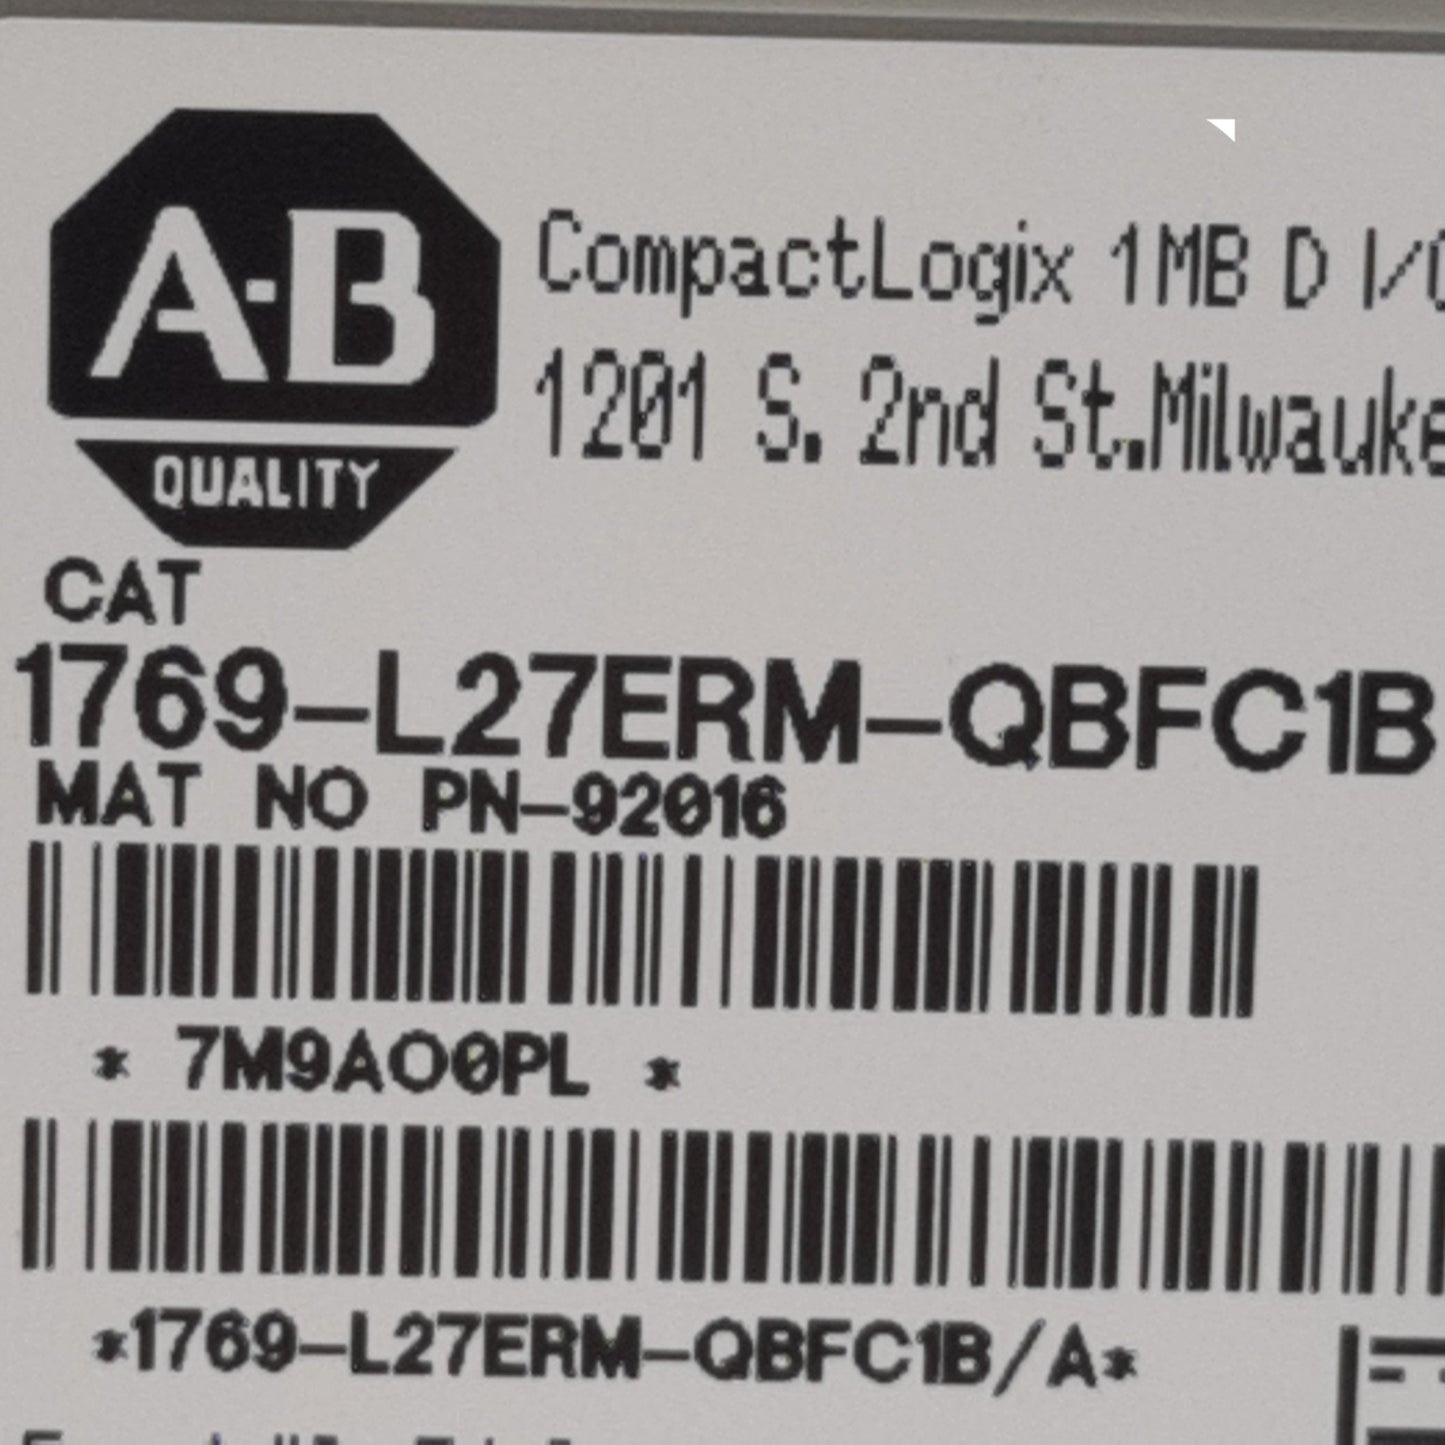 A-B
QUALITY
CompactLogix 1MB D I/O
1201 S. 2nd St.Milwauke
CAT
1769-L27ERM-QBFC1B
MAT NO PN-92016
* 7M9AO0PL *
*1769-L27ERM-QBFC1B/A*